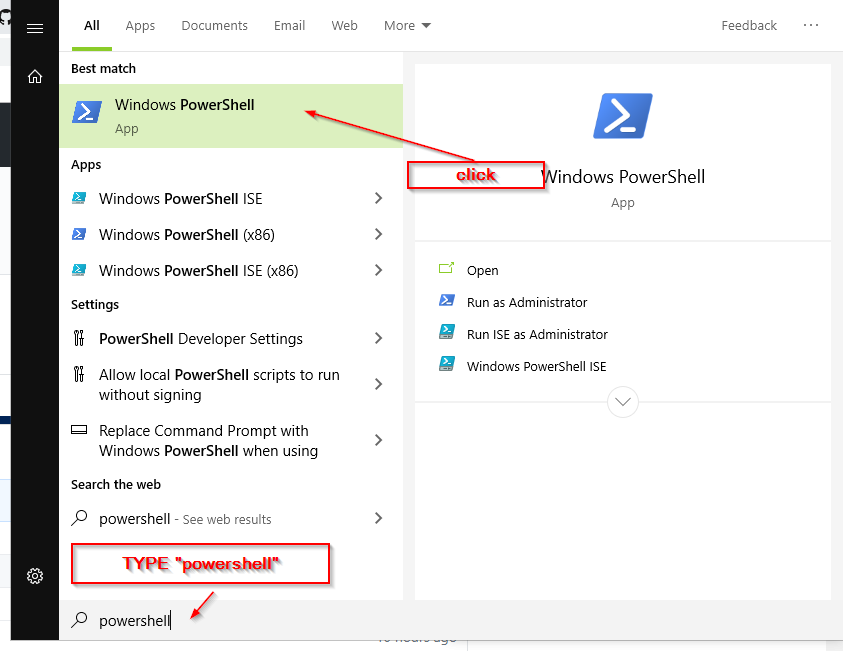 All Apps Documents Email Web More Feedback
Best match
Windows PowerShell
App
Apps
Windows PowerShell ISE
Windows PowerShell (x86)
Windows PowerShell ISE (x86)
Settings
PowerShell Developer Settings
Allow local PowerShell scripts to run
without signing
Replace Command Prompt with
Windows PowerShell when using
Search the web
powershell - See web results
TYPE "powershell"
powershell
click
Windows PowerShell
App
Open
Run as Administrator
Run ISE as Administrator
Windows PowerShell ISE